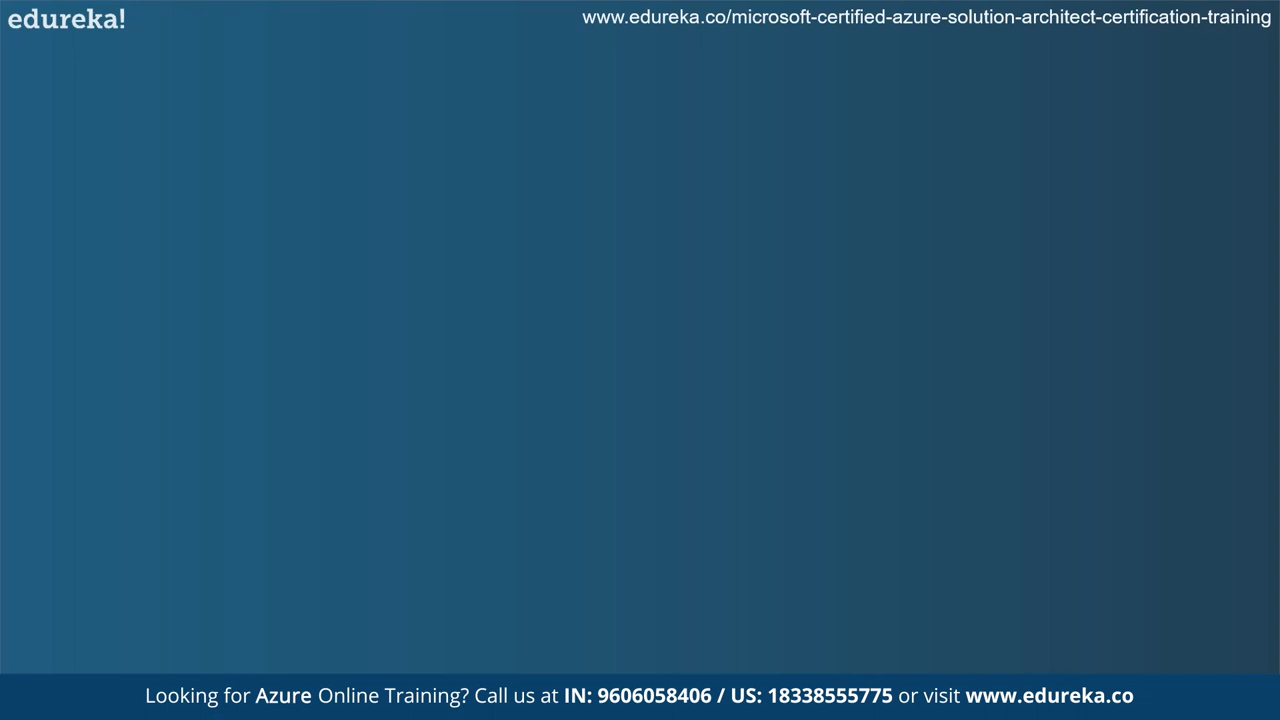 edureka!
www.edureka.co/microsoft-certified-azure-solution-architect-certification-training
Looking for Azure Online Training? Call us at IN: 9606058406 / US: 18338555775 or visit www.edureka.co